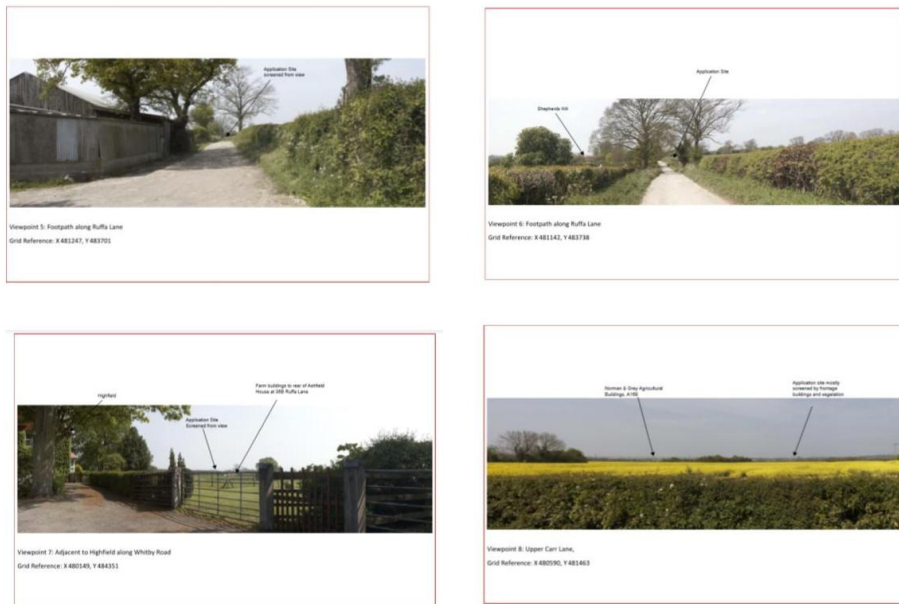 Application Site
screened from view
Viewpoint 5: Footpath along Ruffa Lane
Grid Reference: X 481247, Y 483701
Application Site
Shepherds Hill
Viewpoint 6: Footpath along Ruffa Lane
Grid Reference: X 481142, Y 483738
Farm buildings to rear of Ashfield
House at 35B Ruffa Lane
Highfield
Application Site
Screened from view
Viewpoint 7: Adjacent to Highfield along Whitby Road
Grid Reference: X 480149, Y 484351
Norman & Grey Agricultural
Buildings, A169
Application site mostly
screened by frontage
buildings and vegetation
Viewpoint 8: Upper Carr Lane,
Grid Reference: X 480590, Y 481463